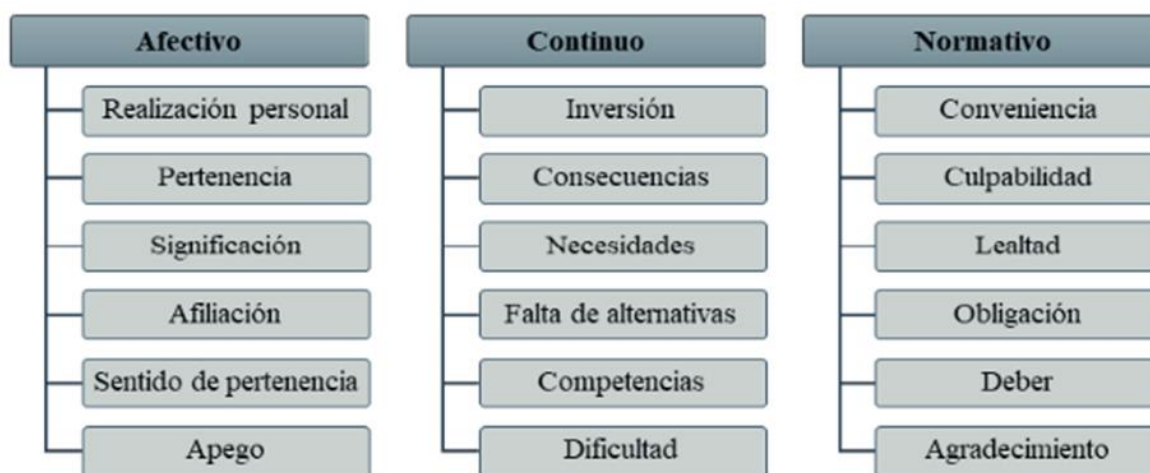 Afectivo
Realización personal
Pertenencia
Significación
Afiliación
Sentido de pertenencia
Apego
Continuo
Inversión
Consecuencias
Necesidades
Falta de alternativas
Competencias
Dificultad
Normativo
Conveniencia
Culpabilidad
Lealtad
Obligación
Deber
Agradecimiento